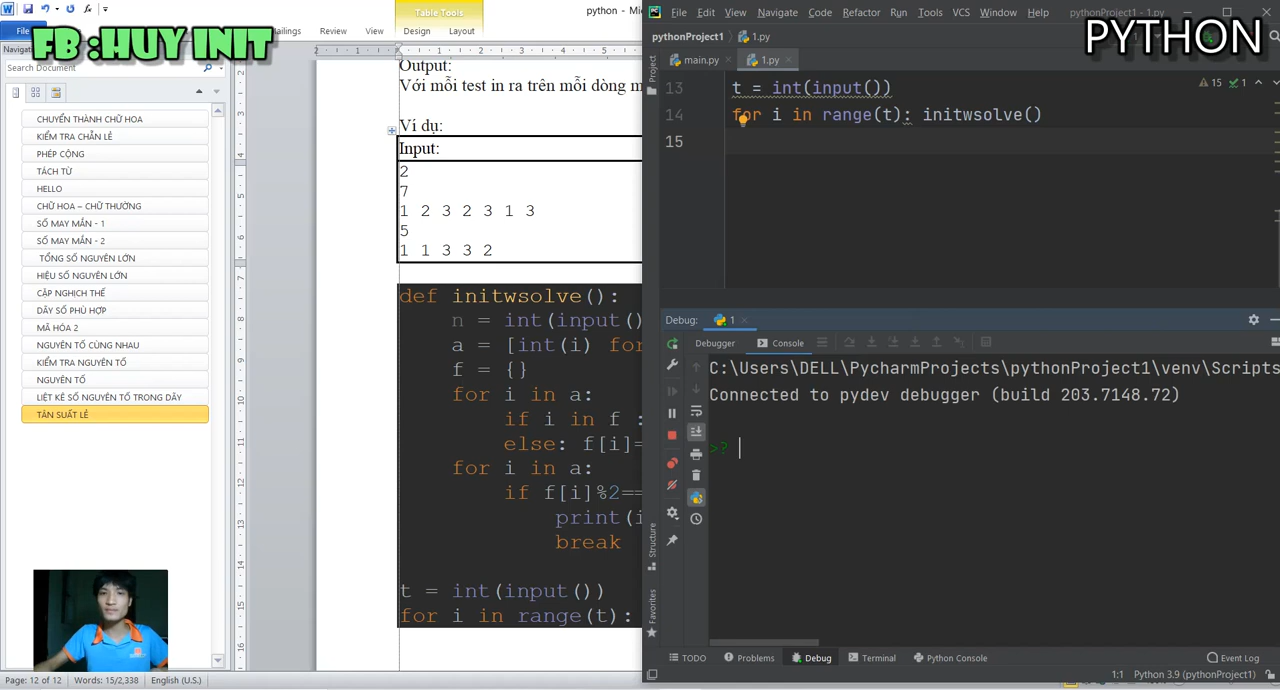 File
FB :HUY INIT
Mailings
Review
View
Table Tools
Design
Layout
python - Mi
Search Document
CHUYỂN THÀNH CHỮ HOA
KIỂM TRA CHẴN LẺ
PHÉP CỘNG
TÁCH TỪ
HELLO
CHỮ HOA – CHỮ THƯỜNG
SỐ MAY MẮN - 1
SỐ MAY MẮN - 2
TỔNG SỐ NGUYÊN LỚN
HIỆU SỐ NGUYÊN LỚN
CẶP NGHỊCH THẾ
DÃY SỐ PHÙ HỢP
MÃ HÓA 2
NGUYÊN TỐ CÙNG NHAU
KIỂM TRA NGUYÊN TỐ
NGUYÊN TỐ
LIỆT KÊ SỐ NGUYÊN TỐ TRONG DÃY
TẦN SUẤT LẺ
Page: 12 of 12
Words: 15/2,338
English (U.S.)
Output:
Với mỗi test in ra trên mỗi dòng m
Ví dụ:
Input:
2
7
1 2 3 2 3 1 3
5
1 1 3 3 2
def initwsolve():
n = int(input()
a = [int(i) for
f = {}
for i in a:
if i in f :
else: f[i]=
for i in a:
if f[i]%2==
print(i
break
t = int(input())
for i in range(t):
File Edit View Navigate Code Refactor Run Tools VCS Window Help pythonProject1 - 1.py
PYTHON
pythonProject1 1.py
Project
main.py
1.py
15 1
13 t = int(input())
14 for i in range(t): initwsolve()
15
Debug: 1
Debugger
Console
C:\Users\DELL\PycharmProjects\pythonProject1\venv\Scripts
Connected to pydev debugger (build 203.7148.72)
>?
Structure
Favorites
TODO
Problems
Debug
Terminal
Python Console
Event Log
1:1 Python 3.9 (pythonProject1)